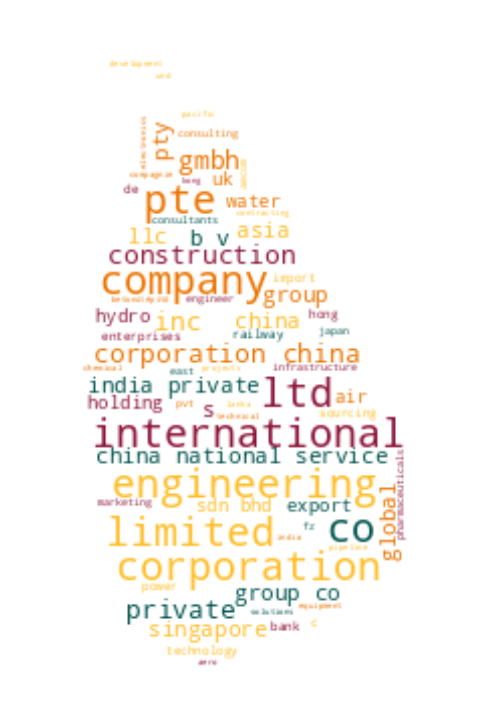 development
and
pacific
electronics
pty
consulting
gmbh
aecom
compagnie
hong
uk
de
pte
water
contracting
consultants
llc
b v
asia
construction
company
import
engineer
group
hydro
inc
china
hong
enterprises
railway
japan
corporation china
chemical
east
projects
infrastructure
india private
ltd
air
holding
pvt
s
lanka
technical
sourcing
international
china national service
pharmaceuticals
engineering
global
marketing
sdn bhd
export
limited
fz
co
india
pipeline
corporation
power
group co
private
solutions
equipment
singapore
bank
c
technology
aero